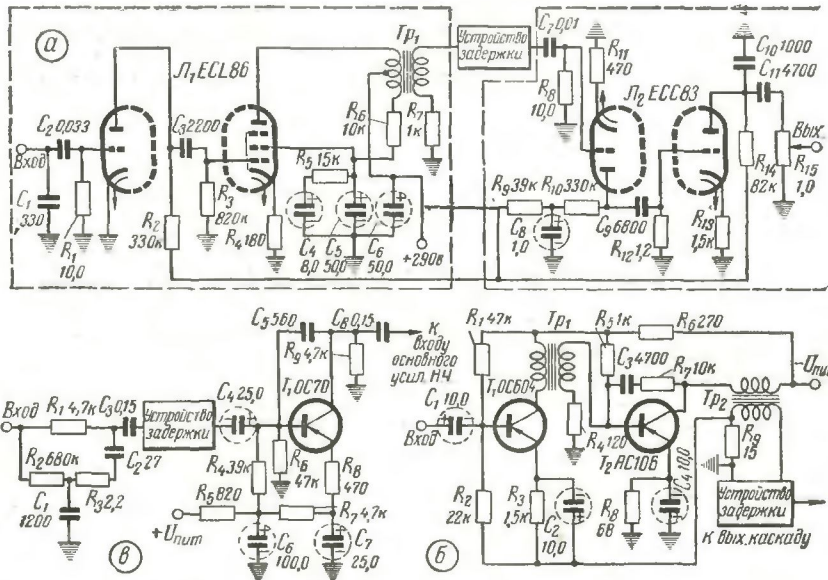 а
Л₁ ECL86
Тр₁
Устройство
задержки
C₇ 0,01
R₈
10,0
R₁₁
470
Л₂ ECC83
C₁₀ 1000
C₁₁ 4700
Вых.
R₁₅
1,0
R₁₄
82к
C₂ 0,033
Вход
C₁
330
R₁
10,0
R₂
330к
C₃ 2200
R₃
820к
R₄ 180
R₅ 15к
C₄
8,0
C₅
50,0
C₆
50,0
R₆
10к
R₇
1к
+290в
R₉ 39к
R₁₀ 330к
C₈
1,0
C₉ 6800
R₁₂ 1,2
R₁₃
1,5к
Вход
R₁ 4,7к
C₃ 0,15
R₂ 680к
C₂ 27
C₁
1200
R₃ 2,2
Устройство
задержки
C₄ 25,0
C₅ 560
C₈ 0,15
R₉ 4,7к
К
входу
основного
усил. НЧ
T₁ OC70
R₄ 39к
R₆
47к
R₈
470
R₅ 820
R₇ 4,7к
+Uпит
C₆
100,0
C₇
25,0
в
R₁ 47к
Тр₁
R₅ 1к
R₆ 270
C₃ 4700
R₇ 10к
-Uпит
Тр₂
C₁ 10,0
Вход
T₁ OC604
R₄ 120
T₂ AC106
R₂
22к
R₃
1,5к
C₂
10,0
R₈
68
C₄ 10,0
R₉
15
Устройство
задержки
к вых. каскаду
б